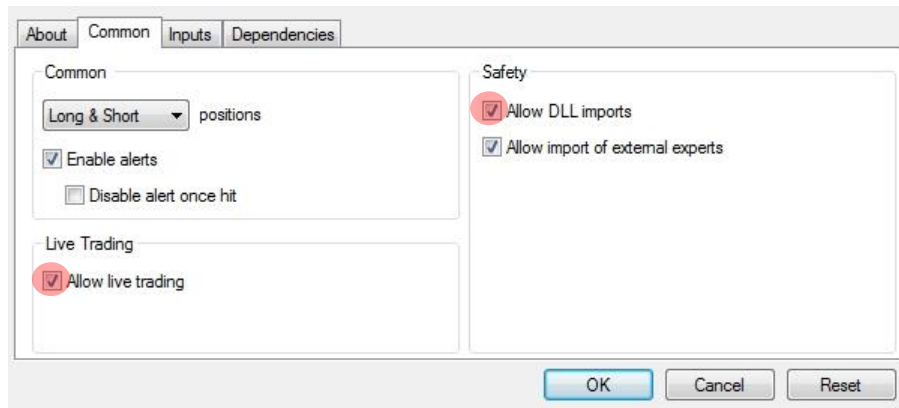 About Common Inputs Dependencies
Common
Long & Short positions
Enable alerts
Disable alert once hit
Live Trading
Allow live trading
Safety
Allow DLL imports
Allow import of external experts
OK Cancel Reset